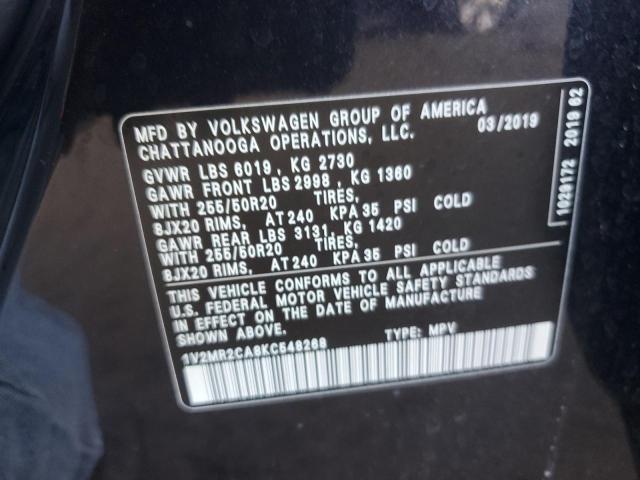 MFD BY VOLKSWAGEN GROUP OF AMERICA
CHATTANOOGA OPERATIONS, LLC. 03/2019
GVWR LBS 6019 , KG 2730
GAWR FRONT LBS 2998 , KG 1360
WITH 255/50R20 TIRES,
8JX20 RIMS, AT 240 KPA 35 PSI COLD
GAWR REAR LBS 3131, KG 1420
WITH 255/50R20 TIRES,
8JX20 RIMS, AT 240 KPA 35 PSI COLD
THIS VEHICLE CONFORMS TO ALL APPLICABLE
U.S. FEDERAL MOTOR VEHICLE SAFETY STANDARDS
IN EFFECT ON THE DATE OF MANUFACTURE
SHOWN ABOVE.
1V2MR2CA8KC548268 TYPE: MPV
1029172 2019 62